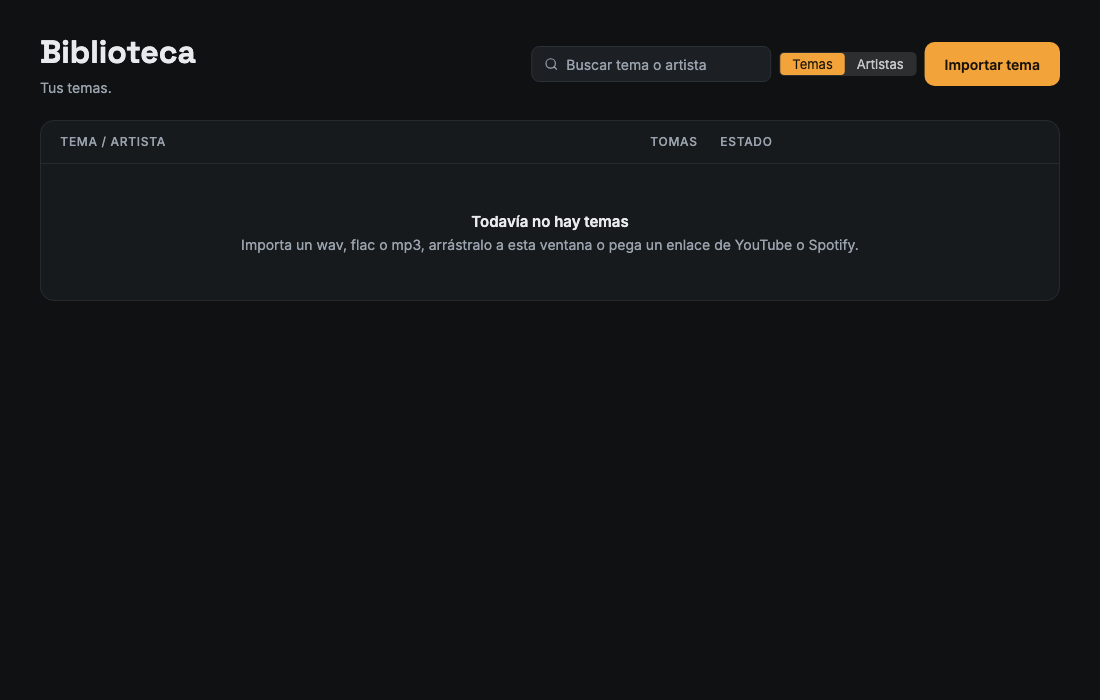 Biblioteca
Tus temas.
Buscar tema o artista
Temas
Artistas
Importar tema
TEMA / ARTISTA
TOMAS
ESTADO
Todavía no hay temas
Importa un wav, flac o mp3, arrástralo a esta ventana o pega un enlace de YouTube o Spotify.